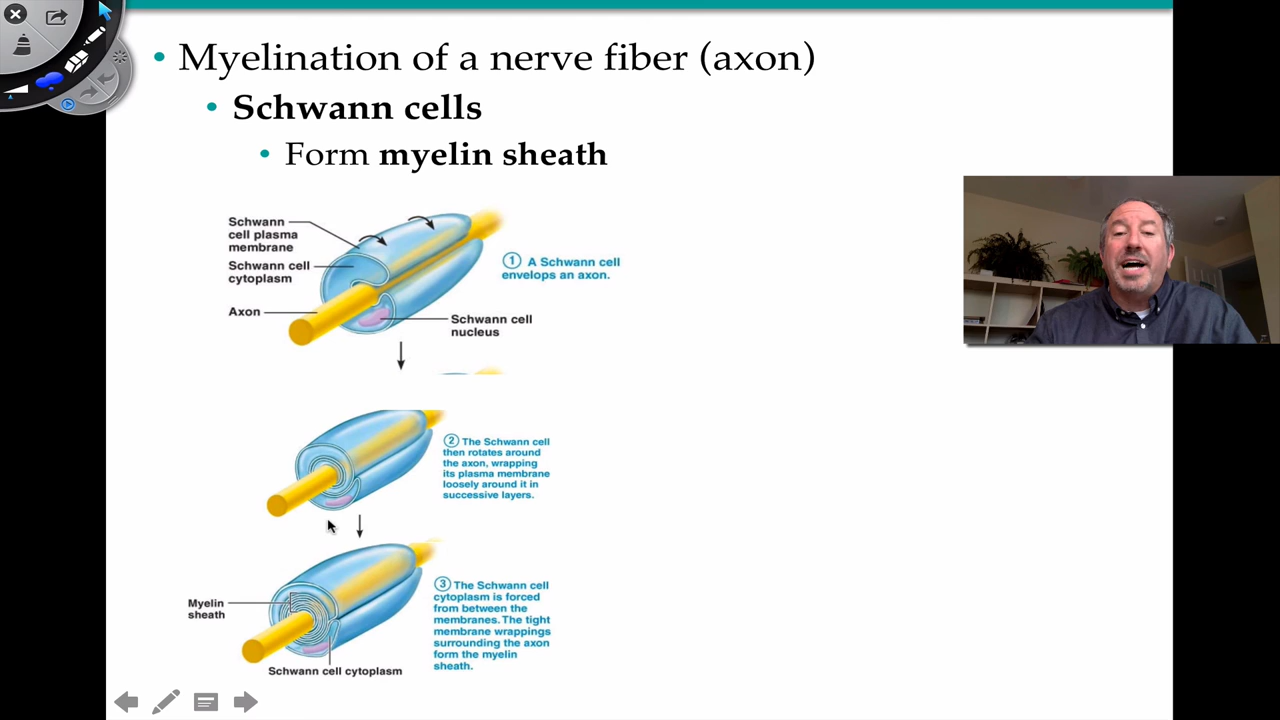 • Myelination of a nerve fiber (axon)
• Schwann cells
• Form myelin sheath
Schwann
cell plasma
membrane
Schwann cell
cytoplasm
Axon
① A Schwann cell
envelops an axon.
Schwann cell
nucleus
② The Schwann cell
then rotates around
the axon, wrapping
its plasma membrane
loosely around it in
successive layers.
Myelin
sheath
③ The Schwann cell
cytoplasm is forced
from between the
membranes. The tight
membrane wrappings
surrounding the axon
form the myelin
sheath.
Schwann cell cytoplasm